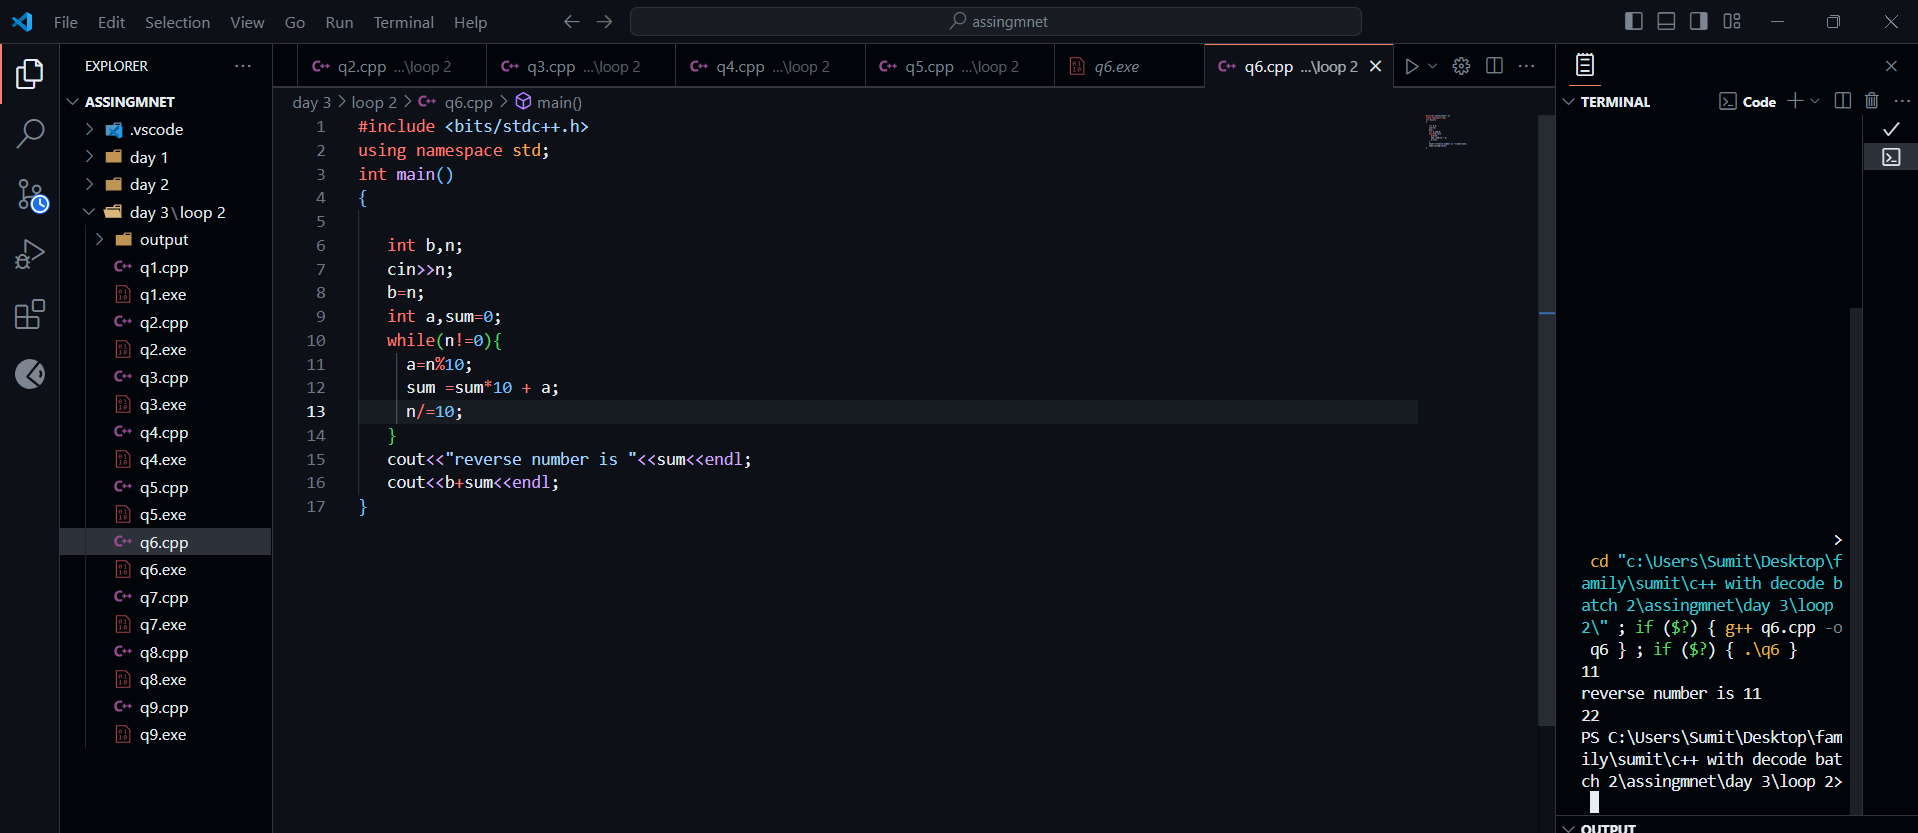 File Edit Selection View Go Run Terminal Help
assingmnet
EXPLORER
ASSINGMNET
.vscode
day 1
day 2
day 3\loop 2
output
q1.cpp
q1.exe
q2.cpp
q2.exe
q3.cpp
q3.exe
q4.cpp
q4.exe
q5.cpp
q5.exe
q6.cpp
q6.exe
q7.cpp
q7.exe
q8.cpp
q8.exe
q9.cpp
q9.exe
q2.cpp ...\loop 2 q3.cpp ...\loop 2 q4.cpp ...\loop 2 q5.cpp ...\loop 2 q6.exe q6.cpp ...\loop 2
day 3 > loop 2 > q6.cpp > main()
1 #include <bits/stdc++.h>
2 using namespace std;
3 int main()
4 {
5
6 int b,n;
7 cin>>n;
8 b=n;
9 int a,sum=0;
10 while(n!=0){
11 a=n%10;
12 sum =sum*10 + a;
13 n/=10;
14 }
15 cout<<"reverse number is "<<sum<<endl;
16 cout<<b+sum<<endl;
17 }
TERMINAL
Code
>
cd "c:\Users\Sumit\Desktop\f
amily\sumit\c++ with decode b
atch 2\assingmnet\day 3\loop
2\" ; if ($?) { g++ q6.cpp -o
q6 } ; if ($?) { .\q6 }
11
reverse number is 11
22
PS C:\Users\Sumit\Desktop\fam
ily\sumit\c++ with decode bat
ch 2\assingmnet\day 3\loop 2>
OUTPUT